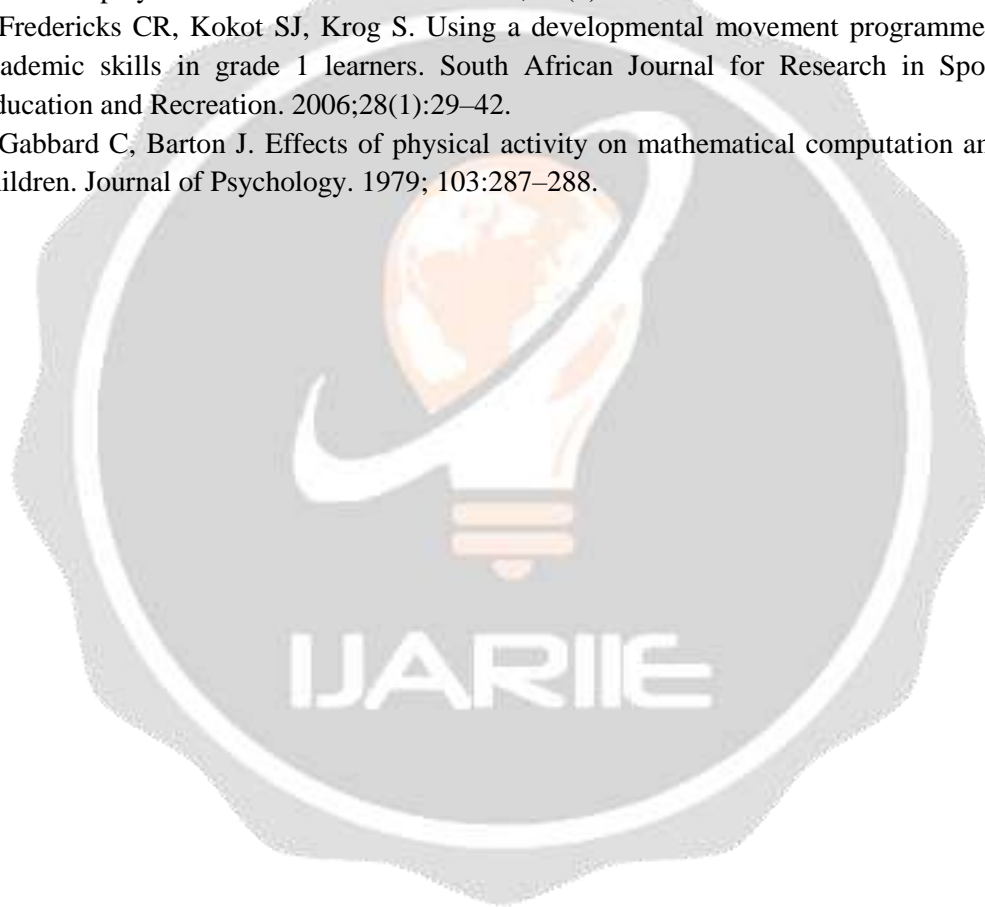 Fredericks CR, Kokot SJ, Krog S. Using a developmental movement programme
ademic skills in grade 1 learners. South African Journal for Research in Spo
ucation and Recreation. 2006;28(1):29–42.
Gabbard C, Barton J. Effects of physical activity on mathematical computation an
ildren. Journal of Psychology. 1979; 103:287–288.
IJARIIE